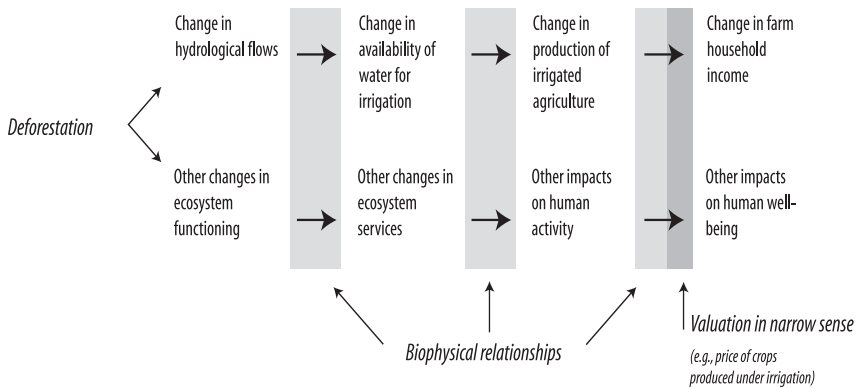 Deforestation
Change in
hydrological flows
Change in
availability of
water for
irrigation
Change in
production of
irrigated
agriculture
Change in farm
household
income
Other changes in
ecosystem
functioning
Other changes in
ecosystem
services
Other impacts
on human
activity
Other impacts
on human well-
being
Biophysical relationships
Valuation in narrow sense
(e.g., price of crops
produced under irrigation)